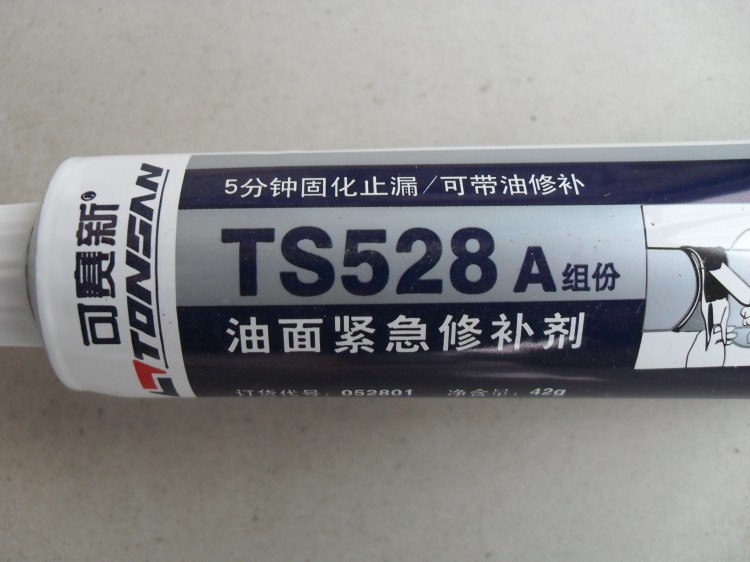 可赛新®
TONSAN
5分钟固化止漏/可带油修补
TS528 A组份
油面紧急修补剂
订货代号：052801 净含量：42g